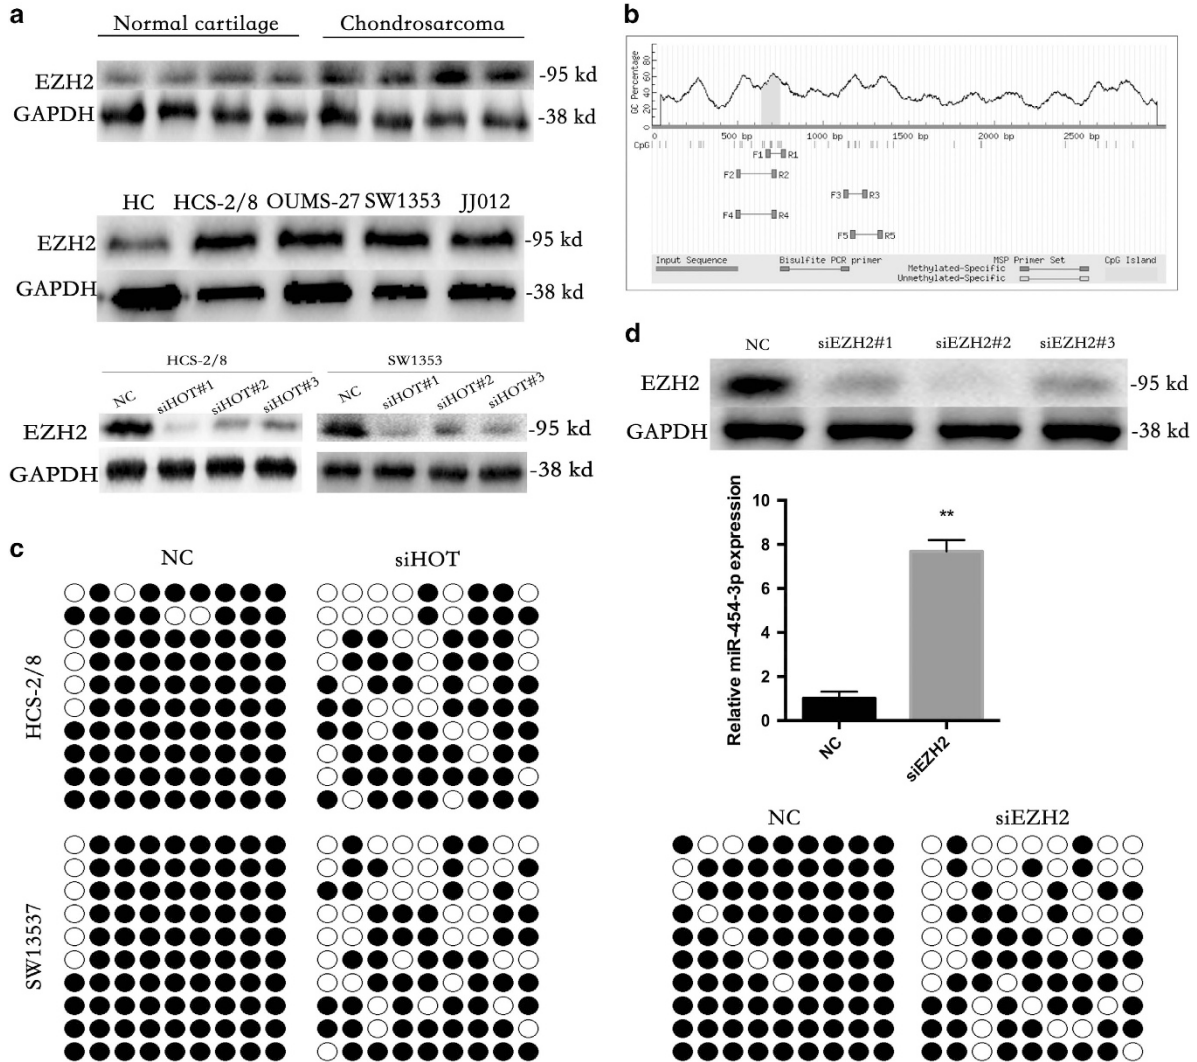 a
Normal cartilage Chondrosarcoma
EZH2 -95 kd
GAPDH -38 kd
HC HCS-2/8 OUMS-27 SW1353 JJ012
EZH2 -95 kd
GAPDH -38 kd
HCS-2/8 SW1353
NC siHOT#1 siHOT#2 siHOT#3 NC siHOT#1 siHOT#2 siHOT#3
EZH2 -95 kd
GAPDH -38 kd
b
GC Percentage
0 20 40 60 80
0 500 bp 1000 bp 1500 bp 2000 bp 2500 bp
CpG
F1 R1
F2 R2
F3 R3
F4 R4
F5 R5
Input Sequence Bisulfite PCR primer MSP Primer Set CpG Island
Methylated-Specific
Unmethylated-Specific
c
NC siHOT
HCS-2/8
SW13537
d
NC siEZH2#1 siEZH2#2 siEZH2#3
EZH2 -95 kd
GAPDH -38 kd
Relative miR-454-3p expression
10
8
6
4
2
0
**
NC siEZH2
NC siEZH2